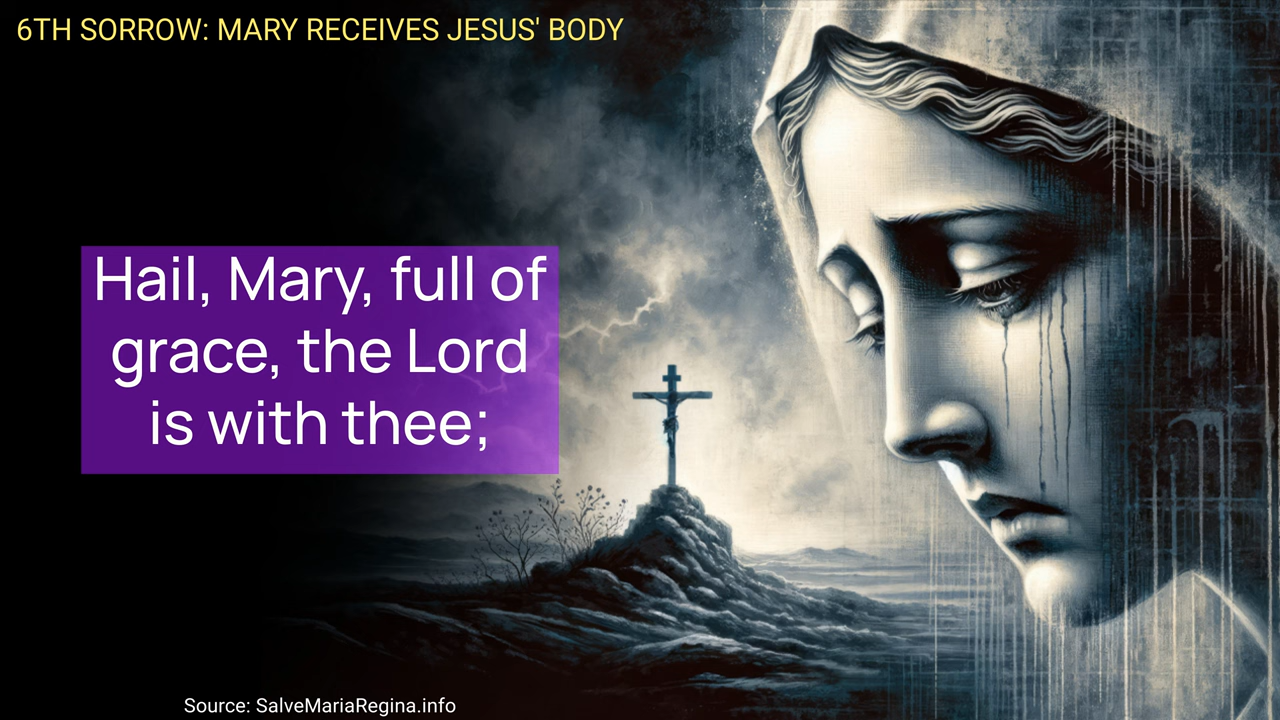 6TH SORROW: MARY RECEIVES JESUS' BODY
Hail, Mary, full of
grace, the Lord
is with thee;
Source: SalveMariaRegina.info